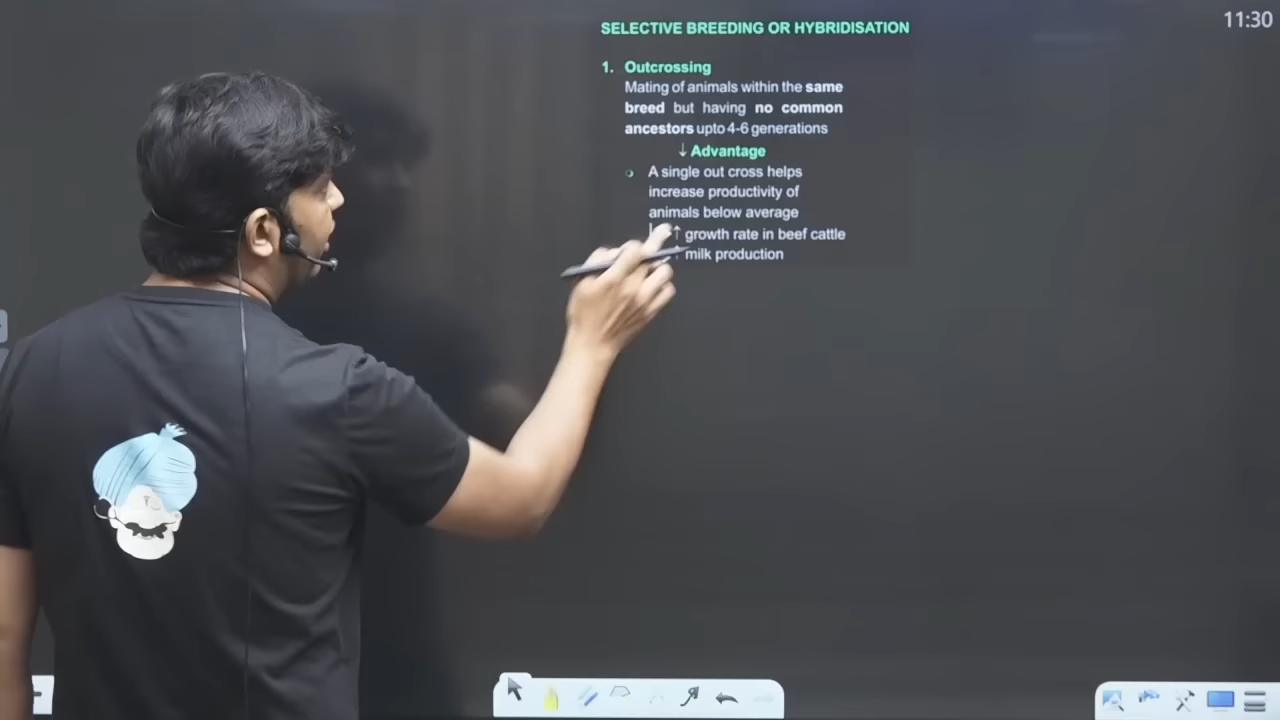 11:30
SELECTIVE BREEDING OR HYBRIDISATION
1. Outcrossing
Mating of animals within the same
breed but having no common
ancestors upto 4-6 generations
↓ Advantage
A single out cross helps
increase productivity of
animals below average
↑ growth rate in beef cattle
milk production